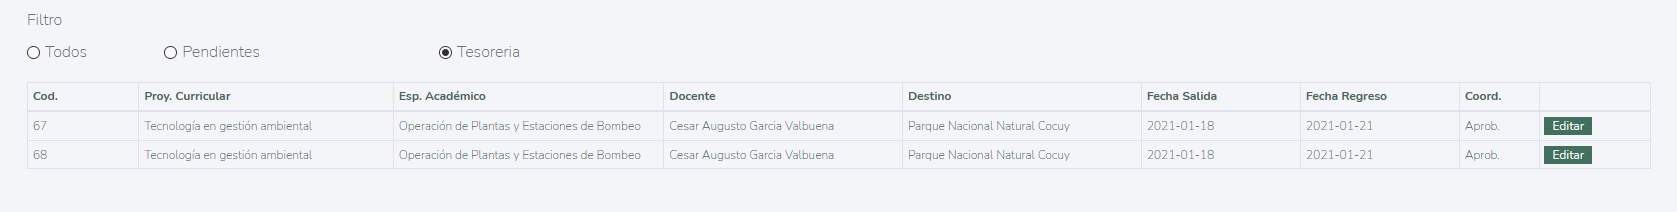 Filtro
Todos Pendientes Tesoreria
Cod. Proy. Curricular Esp. Académico Docente Destino Fecha Salida Fecha Regreso Coord.
67 Tecnología en gestión ambiental Operación de Plantas y Estaciones de Bombeo Cesar Augusto Garcia Valbuena Parque Nacional Natural Cocuy 2021-01-18 2021-01-21 Aprob. Editar
68 Tecnología en gestión ambiental Operación de Plantas y Estaciones de Bombeo Cesar Augusto Garcia Valbuena Parque Nacional Natural Cocuy 2021-01-18 2021-01-21 Aprob. Editar